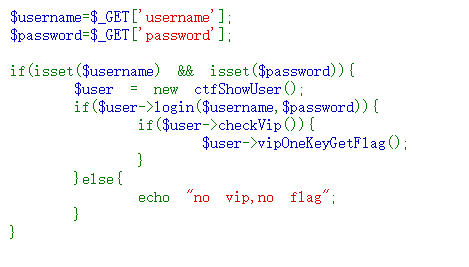 $username=$_GET['username'];
$password=$_GET['password'];
if(isset($username) && isset($password)){
$user = new ctfShowUser();
if($user->login($username,$password)){
if($user->checkVip()){
$user->vipOneKeyGetFlag();
}
}else{
echo "no vip,no flag";
}
}